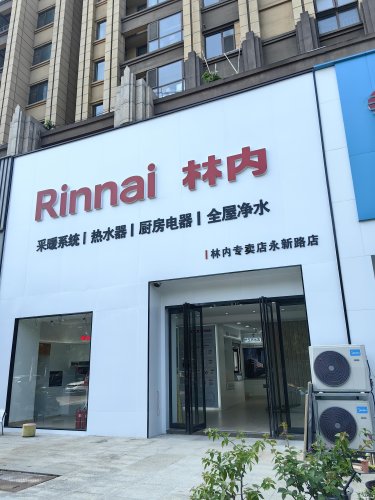 Rinnai 林内
采暖系统 | 热水器 | 厨房电器 | 全屋净水
| 林内专卖店永新路店